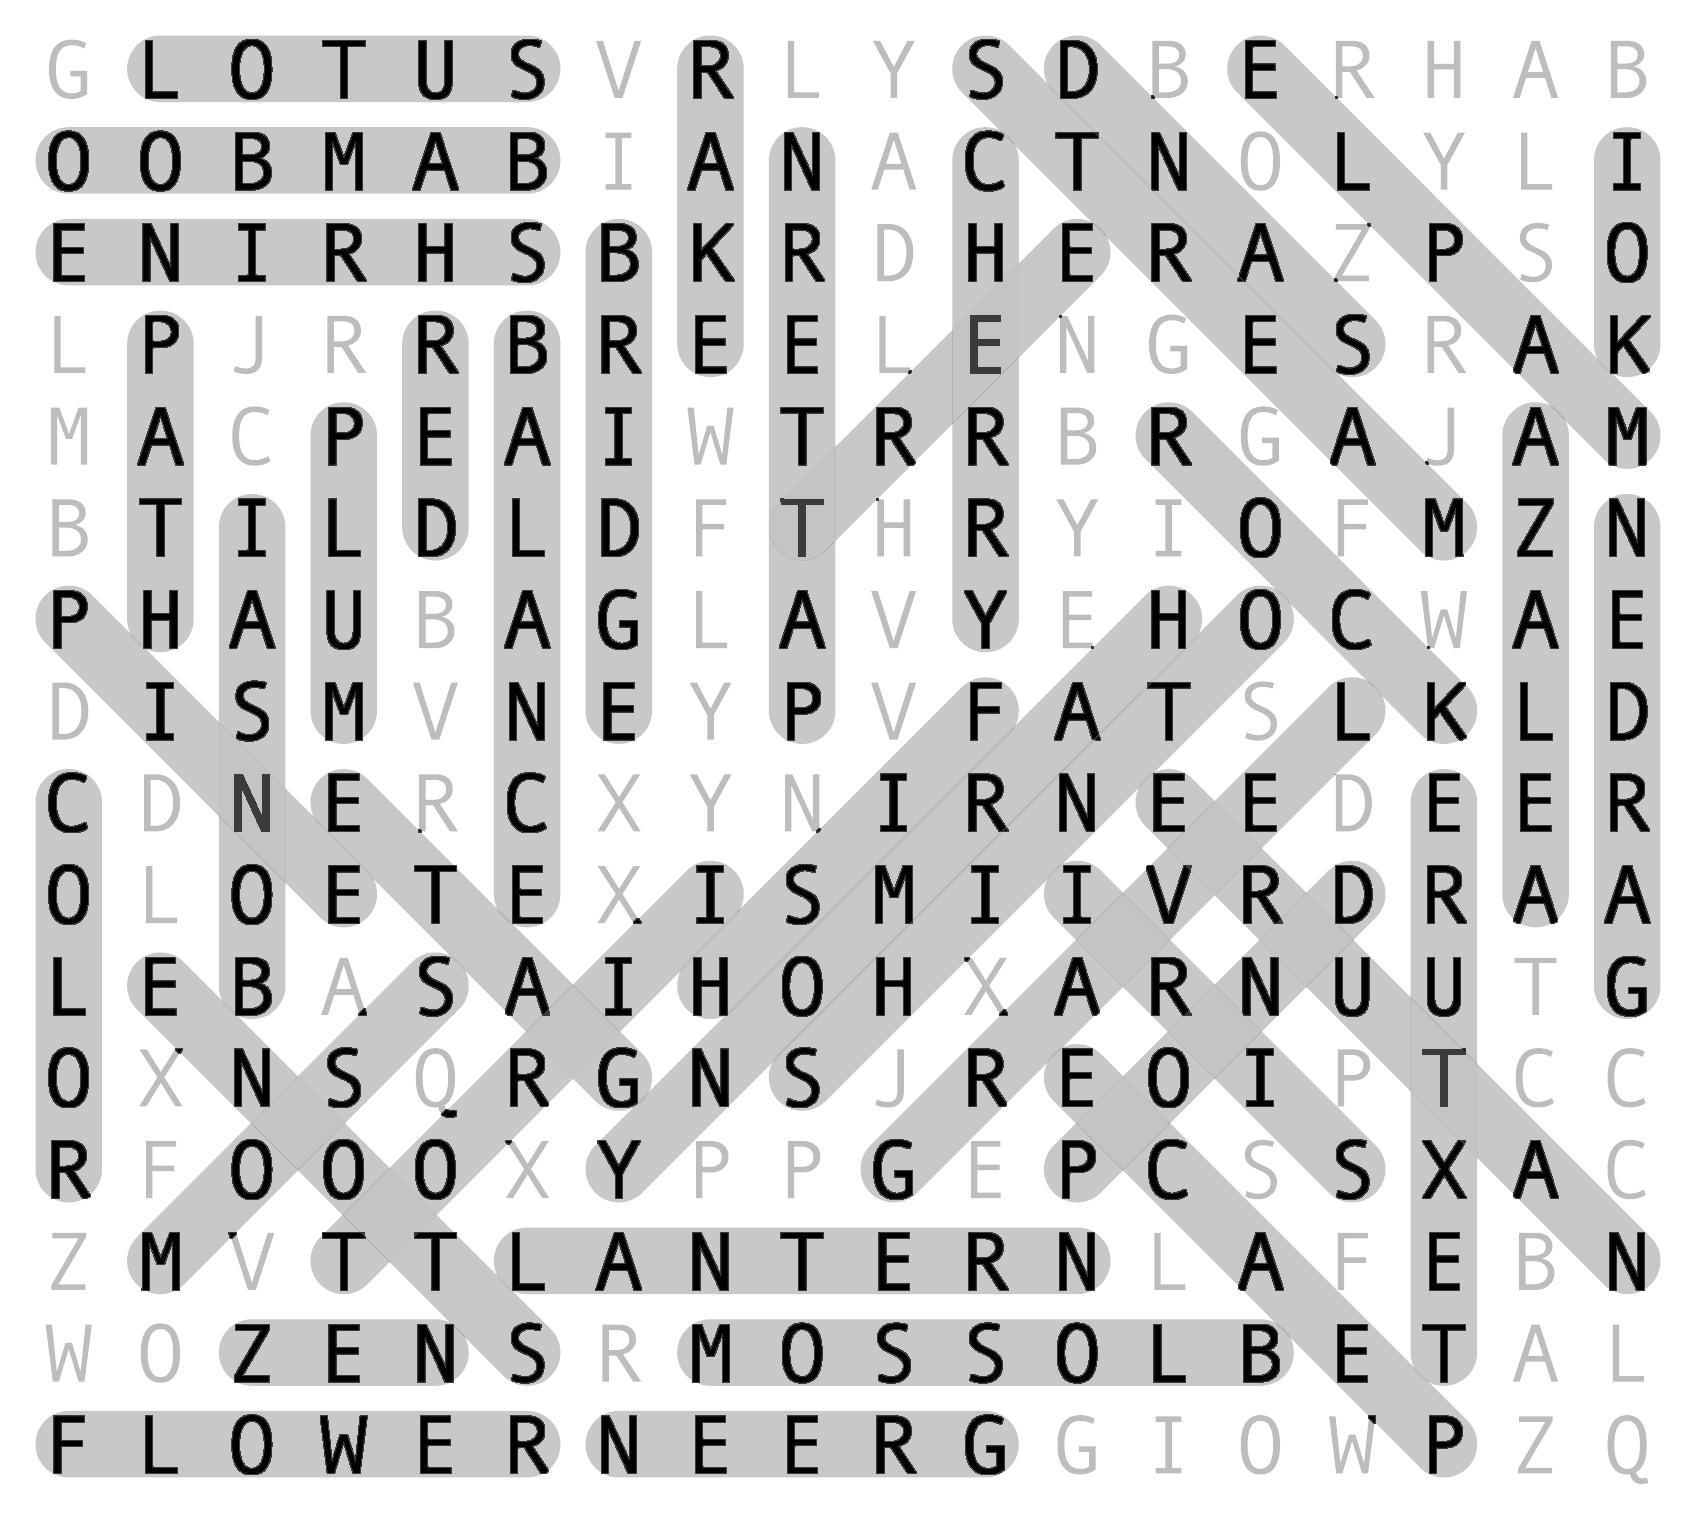 G L O T U S V R L Y S D B E R H A B
O O B M A B I A N A C T N O L Y L I
E N I R H S B K R D H E R A Z P S O
L P J R R B R E E L E N G E S R A K
M A C P E A I W T R R B R G A J A M
B T I L D L D F T H R Y I O F M Z N
P H A U B A G L A V Y E H O C W A E
D I S M V N E Y P V F A T S L K L D
C D N E R C X Y N I R N E E D E E R
O L O E T E X I S M I I V R D R A A
L E B A S A I H O H X A R N U U T G
O X N S Q R G N S J R E O I P T C C
R F O O O X Y P P G E P C S S X A C
Z M V T T L A N T E R N L A F E B N
W O Z E N S R M O S S O L B E T A L
F L O W E R N E E R G G I O W P Z Q